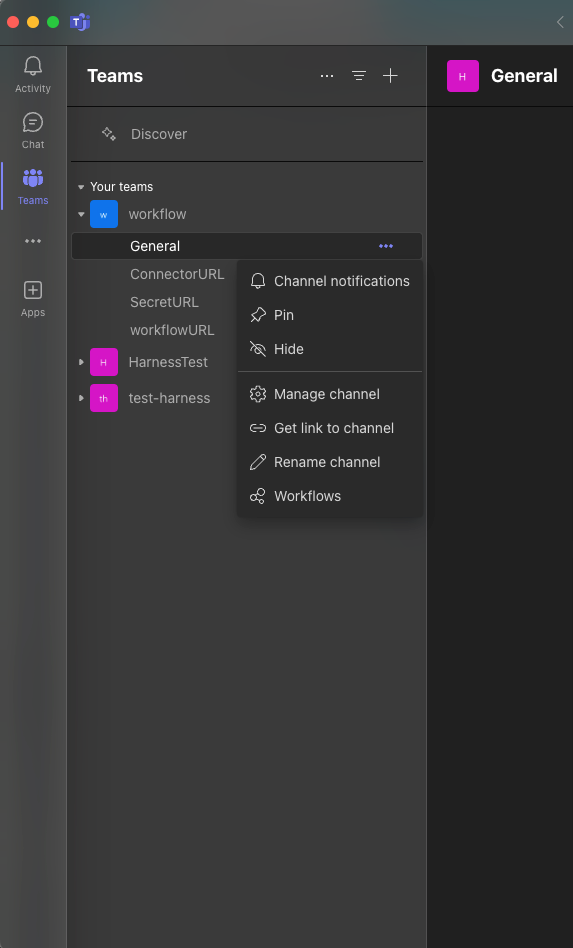 T
Activity
Chat
Teams
Apps
Teams
Discover
Your teams
w workflow
General
ConnectorURL
SecretURL
workflowURL
H HarnessTest
th test-harness
Channel notifications
Pin
Hide
Manage channel
Get link to channel
Rename channel
Workflows
H General